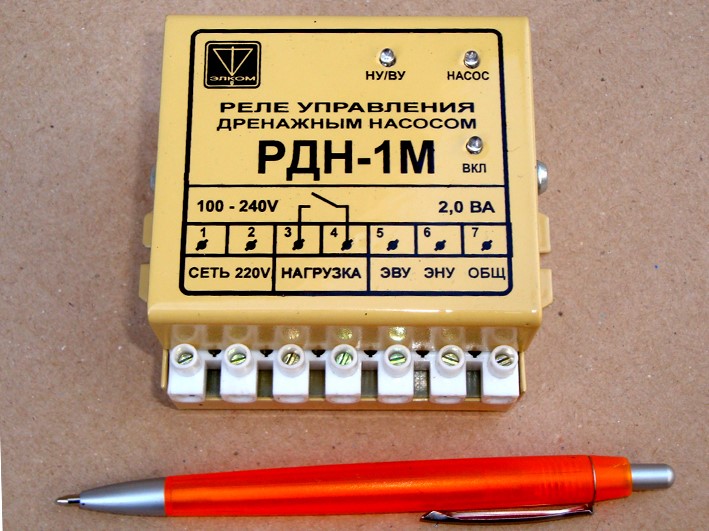 ЭЛКОМ
НУ/ВУ НАСОС
РЕЛЕ УПРАВЛЕНИЯ
ДРЕНАЖНЫМ НАСОСОМ
РДН-1М
ВКЛ
100 - 240V 2,0 ВА
1 2 3 4 5 6 7
СЕТЬ 220V НАГРУЗКА ЭВУ ЭНУ ОБЩ